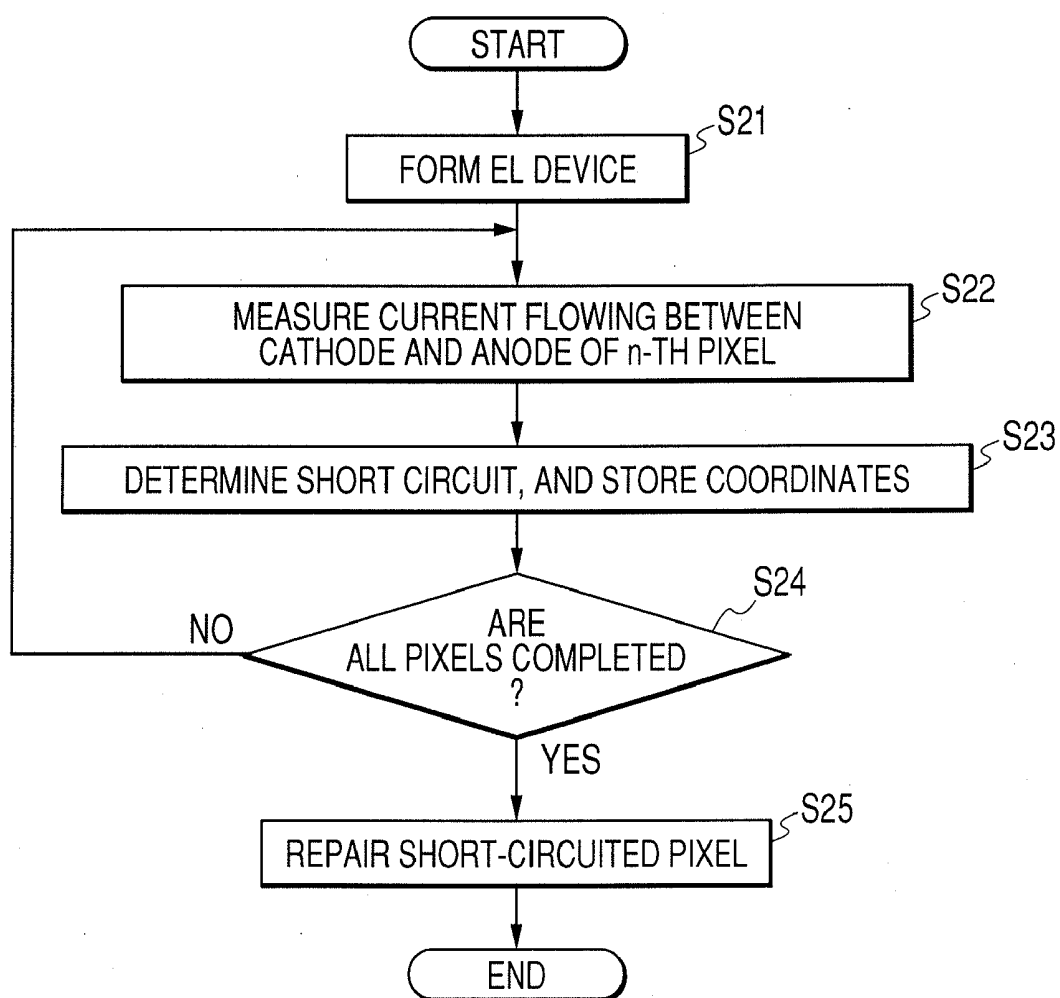 START
S21
FORM EL DEVICE
S22
MEASURE CURRENT FLOWING BETWEEN
CATHODE AND ANODE OF n-TH PIXEL
S23
DETERMINE SHORT CIRCUIT, AND STORE COORDINATES
S24
NO
ARE
ALL PIXELS COMPLETED
?
YES
S25
REPAIR SHORT-CIRCUITED PIXEL
END